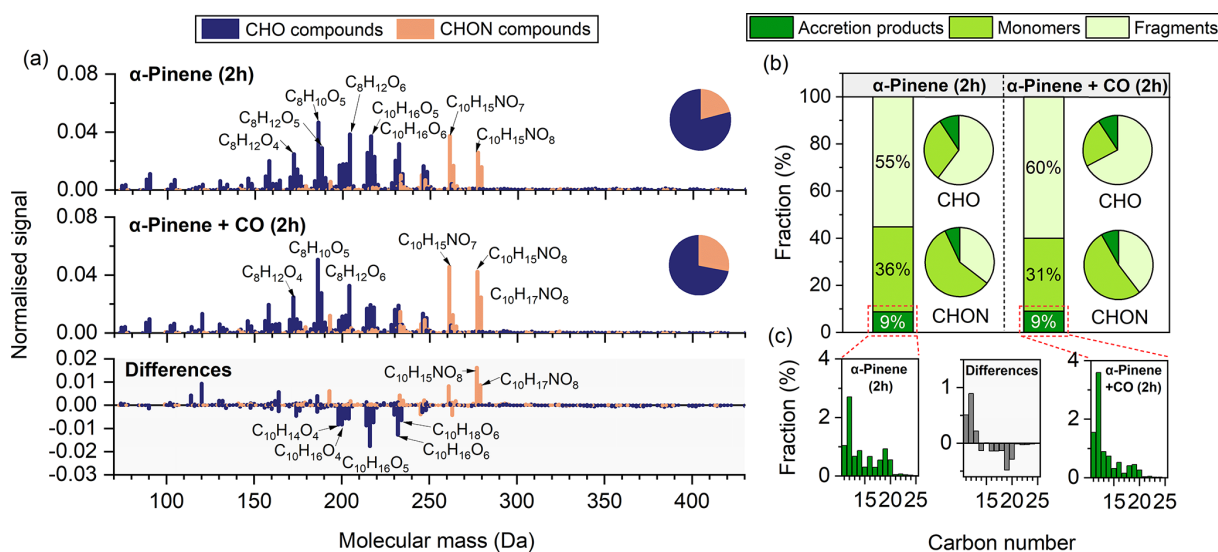 CHO compounds CHON compounds
Accretion products Monomers Fragments
(a)
α-Pinene (2h)
0.08
0.04
0.00
C₈H₁₂O₄
C₈H₁₀O₅
C₈H₁₂O₅
C₈H₁₂O₆
C₁₀H₁₆O₅
C₁₀H₁₆O₆
C₁₀H₁₅NO₇
C₁₀H₁₅NO₈
α-Pinene + CO (2h)
0.08
0.04
0.00
C₈H₁₂O₄
C₈H₁₀O₅
C₈H₁₂O₆
C₁₀H₁₅NO₇
C₁₀H₁₅NO₈
C₁₀H₁₇NO₈
Differences
0.02
0.01
0.00
-0.01
-0.02
-0.03
C₁₀H₁₄O₄
C₁₀H₁₆O₄
C₁₀H₁₆O₅
C₁₀H₁₆O₆
C₁₀H₁₈O₆
C₁₀H₁₅NO₈
C₁₀H₁₇NO₈
Normalised signal
100 150 200 250 300 350 400
Molecular mass (Da)
(b)
α-Pinene (2h) α-Pinene + CO (2h)
100
80
60
40
20
0
Fraction (%)
55%
36%
9%
CHO
CHON
60%
31%
9%
CHO
CHON
(c)
Fraction (%)
4
2
0
α-Pinene
(2h)
15 20 25
1
0
Differences
15 20 25
4
2
0
α-Pinene
+CO (2h)
15 20 25
Carbon number